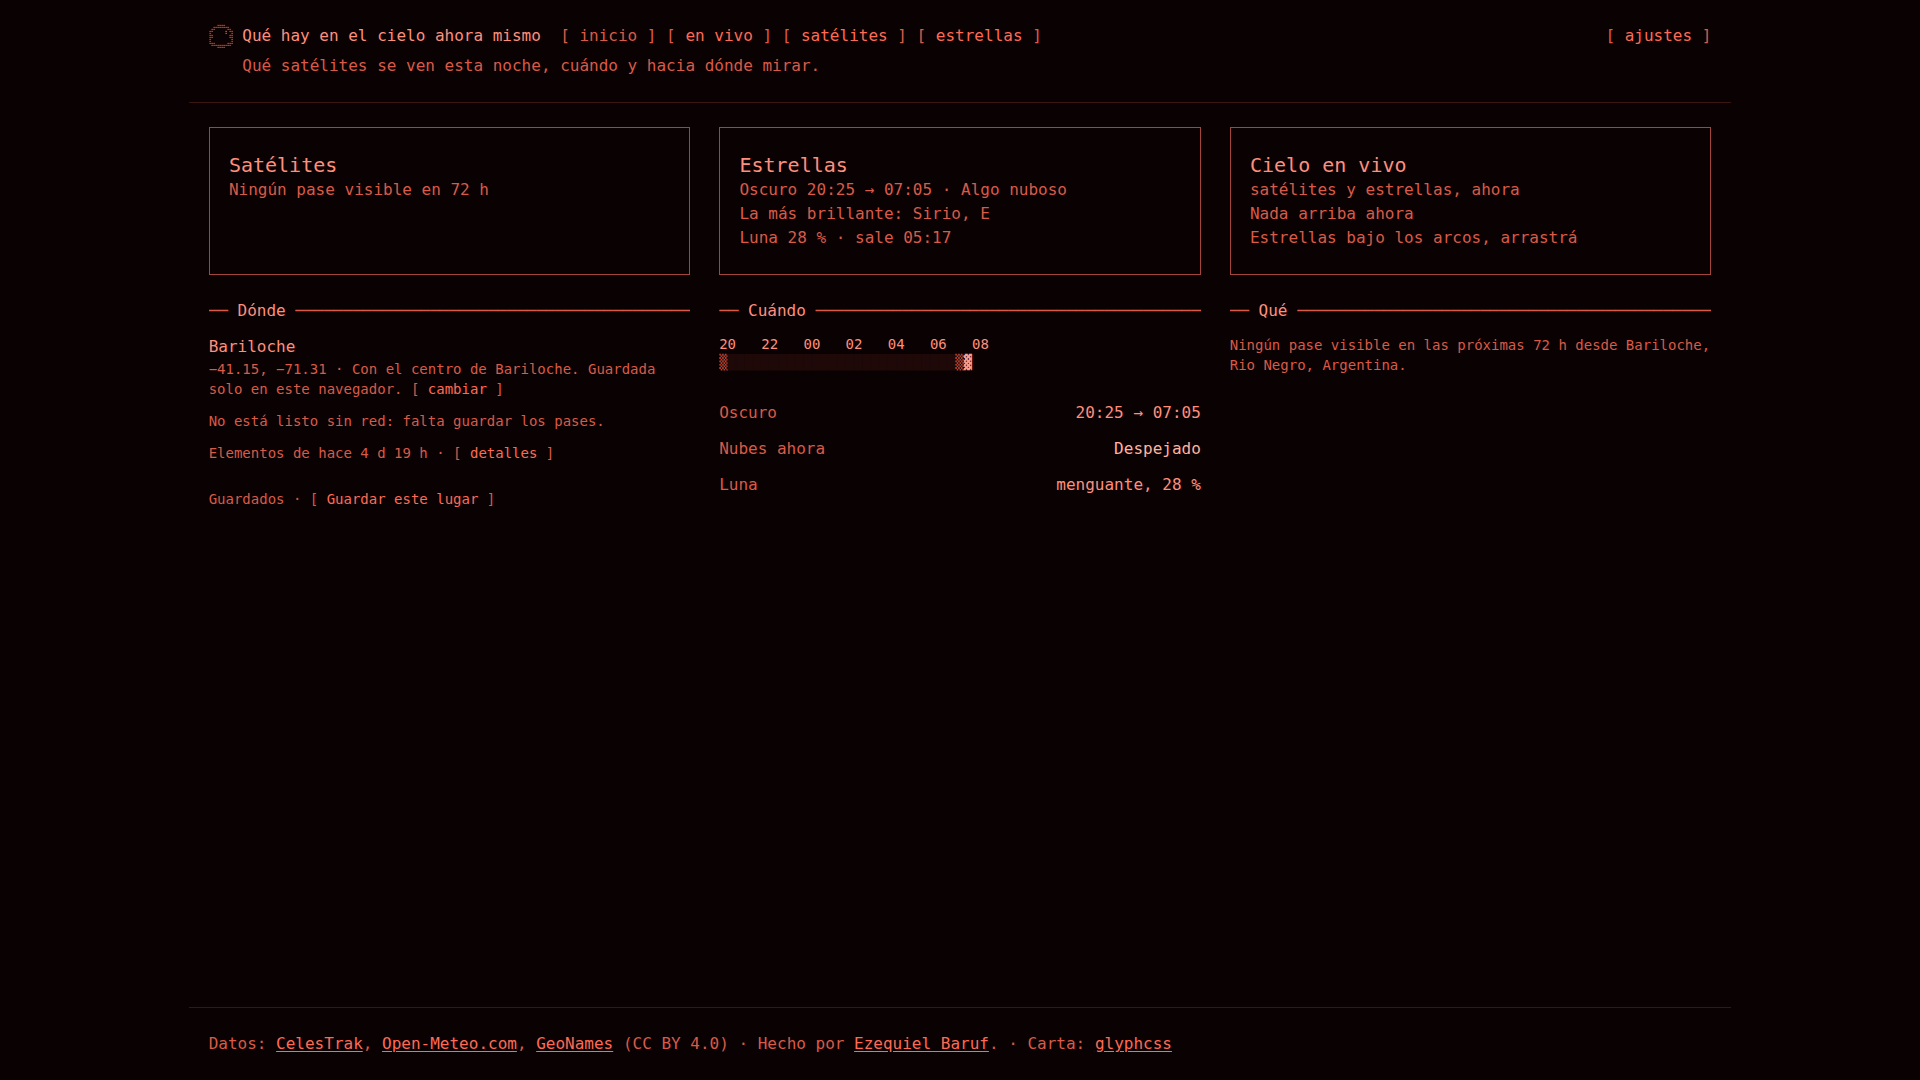 Qué hay en el cielo ahora mismo [ inicio ] [ en vivo ] [ satélites ] [ estrellas ] [ ajustes ]
Qué satélites se ven esta noche, cuándo y hacia dónde mirar.
Satélites
Ningún pase visible en 72 h
Estrellas
Oscuro 20:25 → 07:05 · Algo nuboso
La más brillante: Sirio, E
Luna 28 % · sale 05:17
Cielo en vivo
satélites y estrellas, ahora
Nada arriba ahora
Estrellas bajo los arcos, arrastrá
Dónde
Bariloche
−41.15, −71.31 · Con el centro de Bariloche. Guardada
solo en este navegador. [ cambiar ]
No está listo sin red: falta guardar los pases.
Elementos de hace 4 d 19 h · [ detalles ]
Guardados · [ Guardar este lugar ]
Cuándo
20 22 00 02 04 06 08
Oscuro 20:25 → 07:05
Nubes ahora Despejado
Luna menguante, 28 %
Qué
Ningún pase visible en las próximas 72 h desde Bariloche,
Rio Negro, Argentina.
Datos: CelesTrak, Open-Meteo.com, GeoNames (CC BY 4.0) · Hecho por Ezequiel Baruf. · Carta: glyphcss